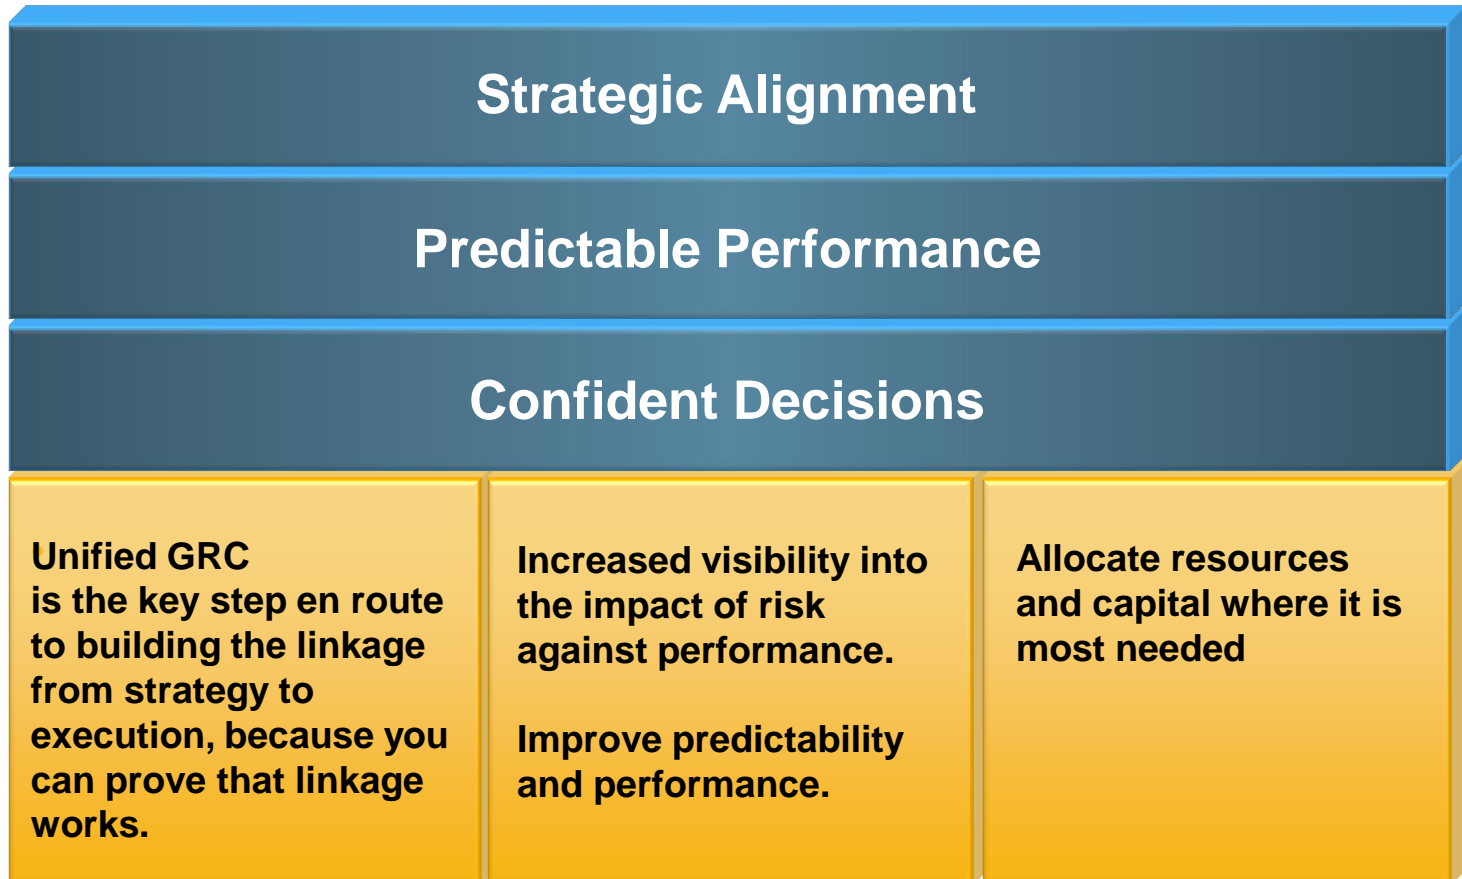 Strategic Alignment
Predictable Performance
Confident Decisions
Unified GRC
is the key step en route
to building the linkage
from strategy to
execution, because you
can prove that linkage
works.
Increased visibility into
the impact of risk
against performance.
Improve predictability
and performance.
Allocate resources
and capital where it is
most needed